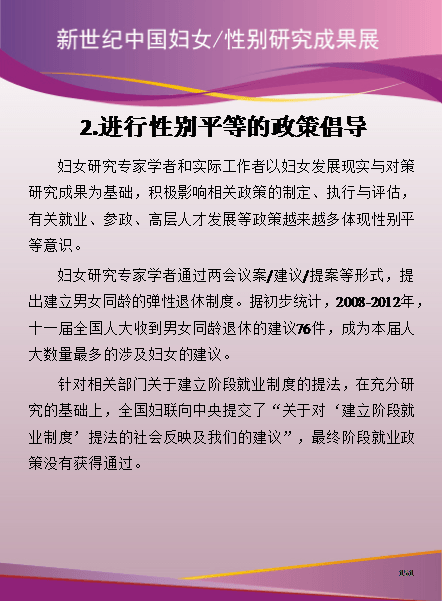 新世纪中国妇女/性别研究成果展
2.进行性别平等的政策倡导
妇女研究专家学者和实际工作者以妇女发展现实与对策
研究成果为基础，积极影响相关政策的制定、执行与评估，
有关就业、参政、高层人才发展等政策越来越多体现性别平
等意识。
妇女研究专家学者通过两会议案/建议/提案等形式，提
出建立男女同龄的弹性退休制度。据初步统计，2008-2012年，
十一届全国人大收到男女同龄退休的建议76件，成为本届人
大数量最多的涉及妇女的建议。
针对相关部门关于建立阶段就业制度的提法，在充分研
究的基础上，全国妇联向中央提交了“关于对‘建立阶段就
业制度’提法的社会反映及我们的建议”，最终阶段就业政
策没有获得通过。